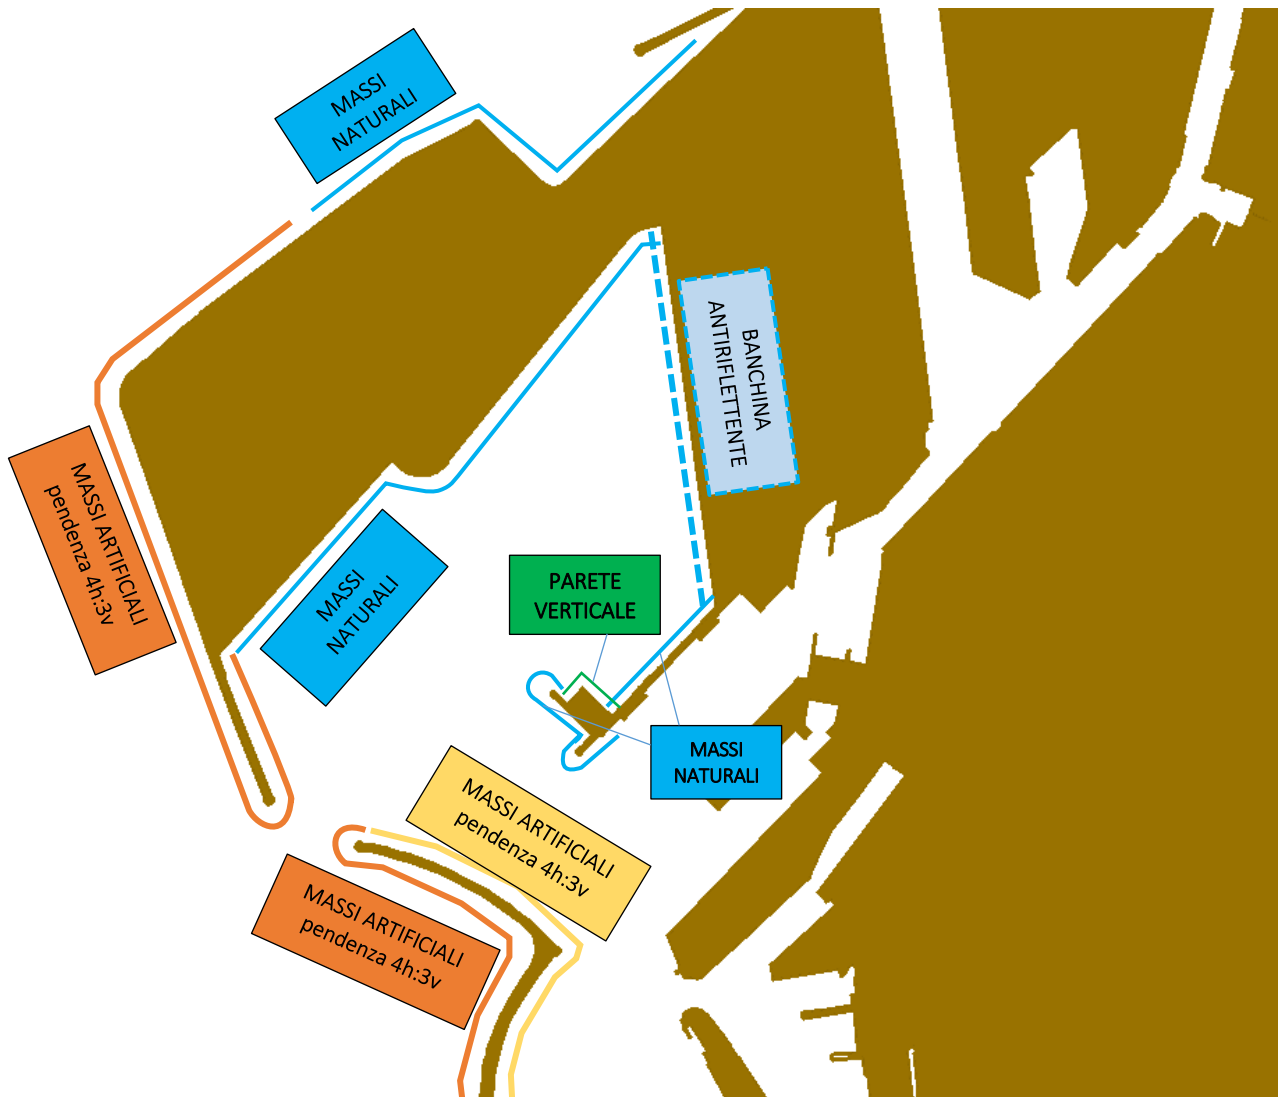 MASSI
NATURALI
BANCHINA
ANTIRIFLETTENTE
MASSI ARTIFICIALI
pendenza 4h:3v
MASSI
NATURALI
PARETE
VERTICALE
MASSI
NATURALI
MASSI ARTIFICIALI
pendenza 4h:3v
MASSI ARTIFICIALI
pendenza 4h:3v